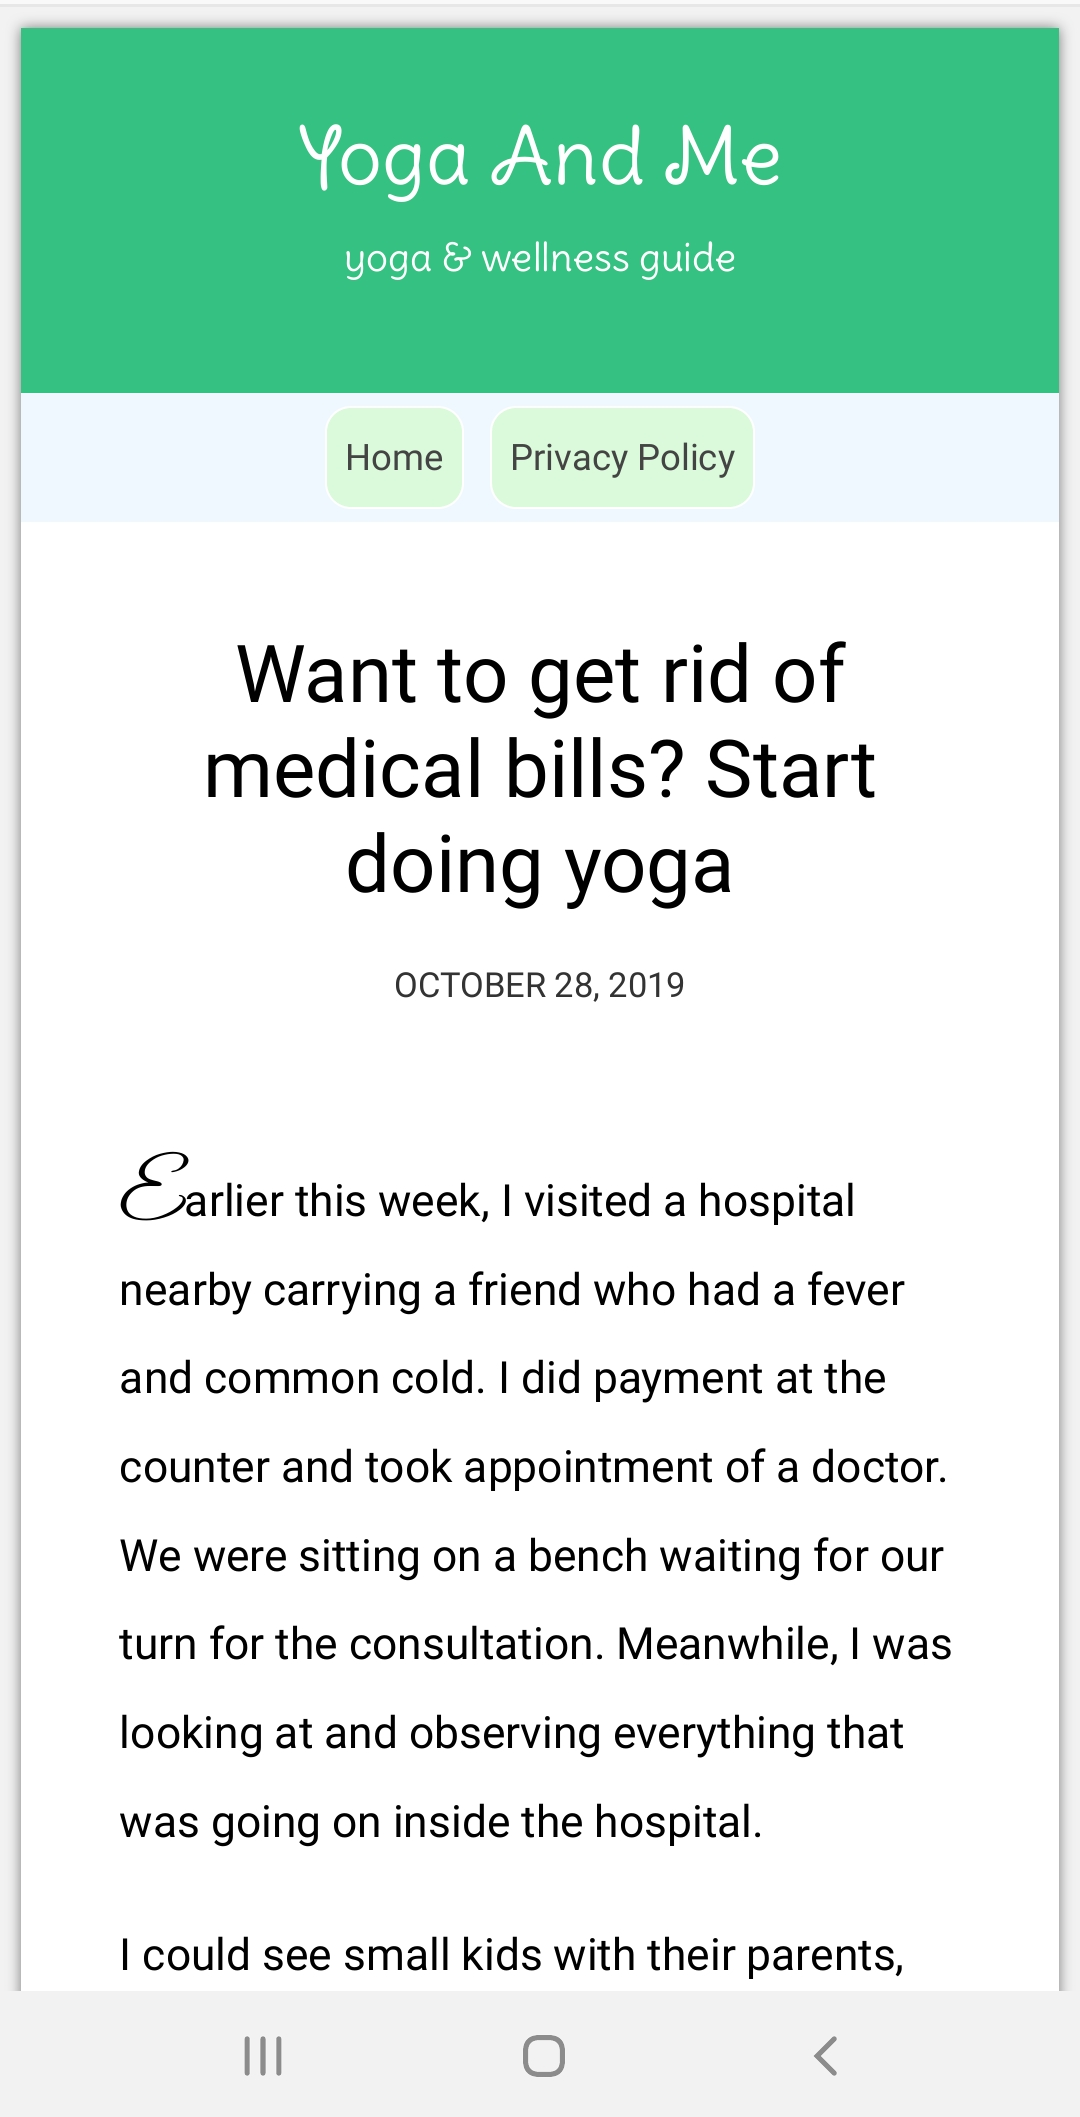 Yoga And Me
yoga & wellness guide
Home Privacy Policy
Want to get rid of
medical bills? Start
doing yoga
OCTOBER 28, 2019
Earlier this week, I visited a hospital
nearby carrying a friend who had a fever
and common cold. I did payment at the
counter and took appointment of a doctor.
We were sitting on a bench waiting for our
turn for the consultation. Meanwhile, I was
looking at and observing everything that
was going on inside the hospital.
I could see small kids with their parents,